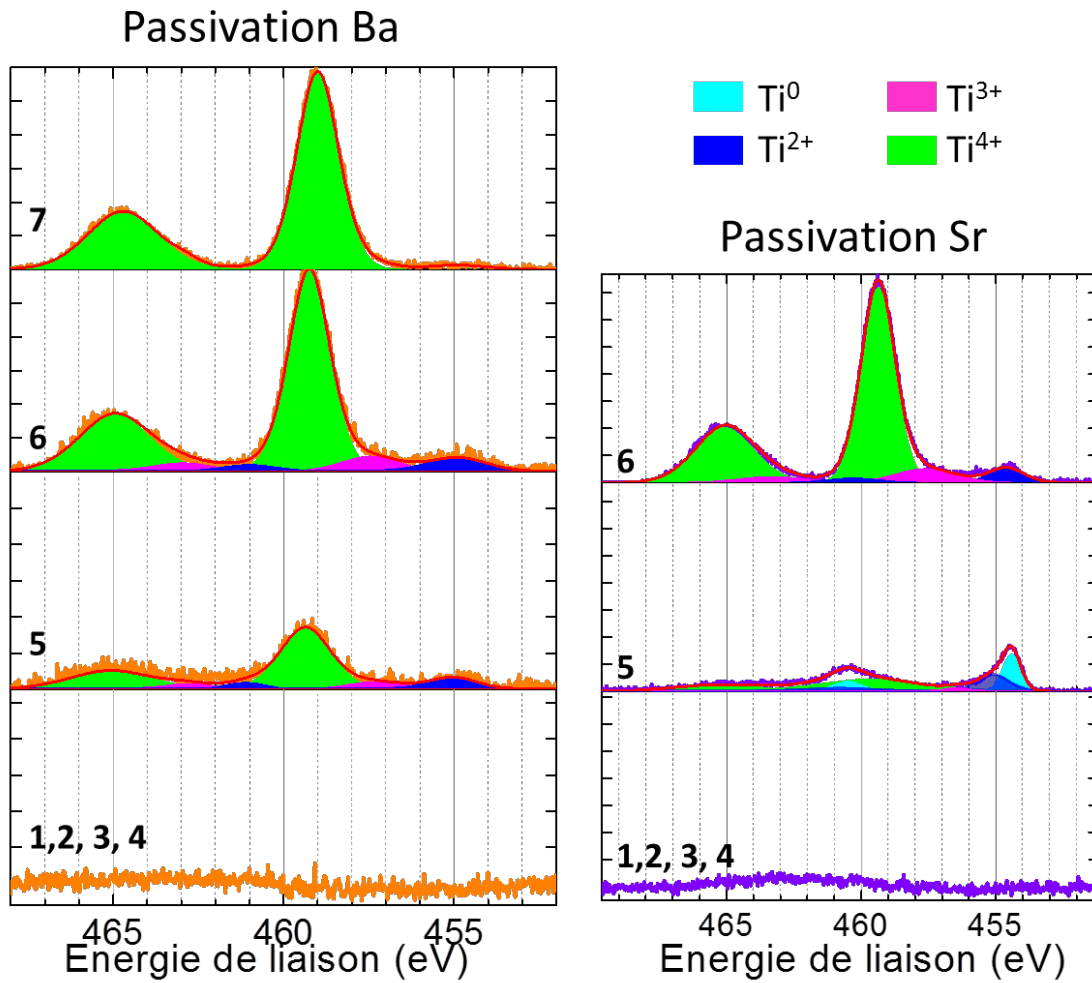 Passivation Ba
Ti⁰
Ti³⁺
Ti²⁺
Ti⁴⁺
7
6
5
1,2, 3, 4
465
460
455
Energie de liaison (eV)
Passivation Sr
6
5
1,2, 3, 4
465
460
455
Energie de liaison (eV)